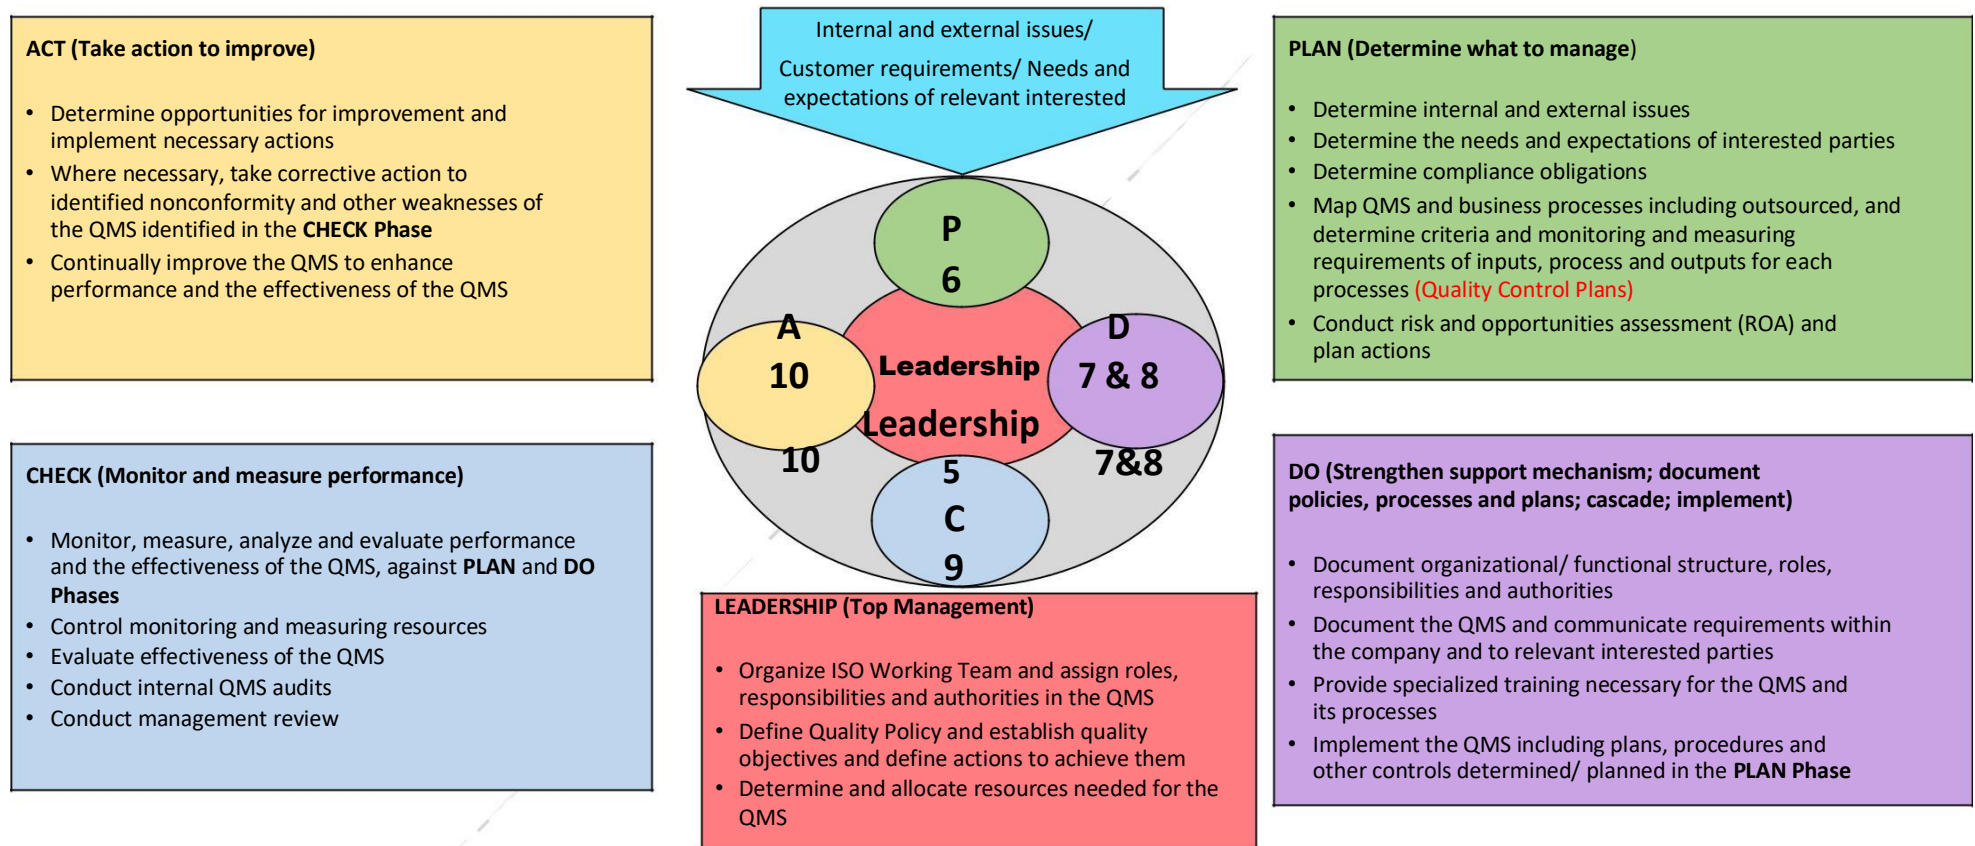 ACT (Take action to improve)
• Determine opportunities for improvement and
implement necessary actions
• Where necessary, take corrective action to
identified nonconformity and other weaknesses of
the QMS identified in the CHECK Phase
• Continually improve the QMS to enhance
performance and the effectiveness of the QMS
Internal and external issues/
Customer requirements/ Needs and
expectations of relevant interested
PLAN (Determine what to manage)
• Determine internal and external issues
• Determine the needs and expectations of interested parties
• Determine compliance obligations
• Map QMS and business processes including outsourced, and
determine criteria and monitoring and measuring
requirements of inputs, process and outputs for each
processes (Quality Control Plans)
• Conduct risk and opportunities assessment (ROA) and
plan actions
P
6
A
10
10
Leadership
Leadership
5
D
7 & 8
7&8
C
9
CHECK (Monitor and measure performance)
• Monitor, measure, analyze and evaluate performance
and the effectiveness of the QMS, against PLAN and DO
Phases
• Control monitoring and measuring resources
• Evaluate effectiveness of the QMS
• Conduct internal QMS audits
• Conduct management review
LEADERSHIP (Top Management)
• Organize ISO Working Team and assign roles,
responsibilities and authorities in the QMS
• Define Quality Policy and establish quality
objectives and define actions to achieve them
• Determine and allocate resources needed for the
QMS
DO (Strengthen support mechanism; document
policies, processes and plans; cascade; implement)
• Document organizational/ functional structure, roles,
responsibilities and authorities
• Document the QMS and communicate requirements within
the company and to relevant interested parties
• Provide specialized training necessary for the QMS and
its processes
• Implement the QMS including plans, procedures and
other controls determined/ planned in the PLAN Phase